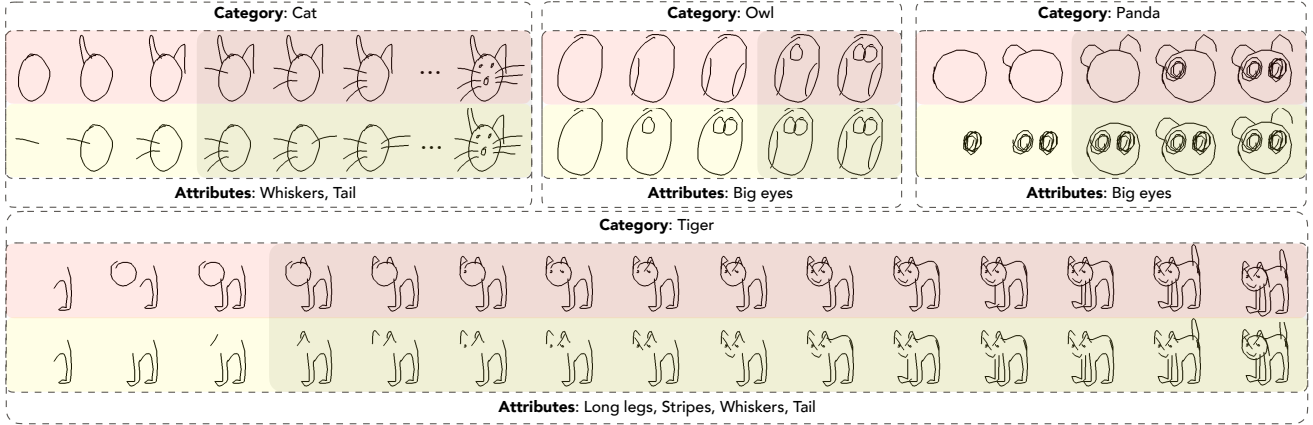 Category: Cat
Category: Owl
Category: Panda
...
...
Attributes: Whiskers, Tail
Attributes: Big eyes
Attributes: Big eyes
Category: Tiger
Attributes: Long legs, Stripes, Whiskers, Tail